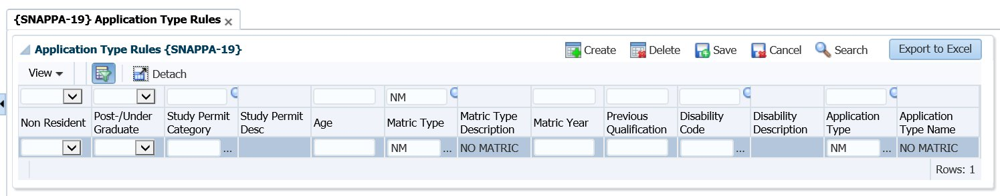 {SNAPPA-19} Application Type Rules
Application Type Rules {SNAPPA-19} Create Delete Save Cancel Search Export to Excel
View Detach
NM
Non Resident Post-/Under Graduate Study Permit Category Study Permit Desc Age Matric Type Matric Type Description Matric Year Previous Qualification Disability Code Disability Description Application Type Application Type Name
... NM ... NO MATRIC ... NM ... NO MATRIC
Rows: 1